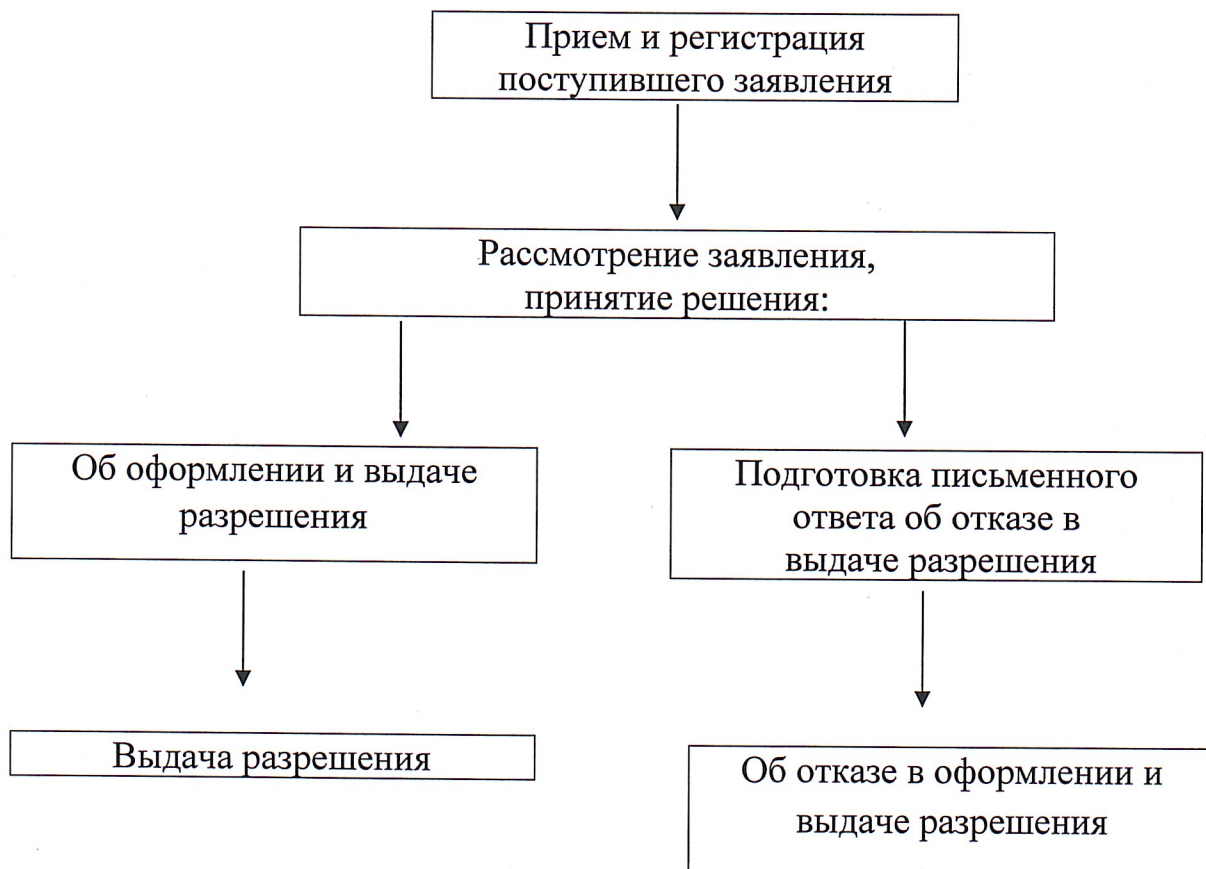 Прием и регистрация
поступившего заявления
Рассмотрение заявления,
принятие решения:
Об оформлении и выдаче
разрешения
Подготовка письменного
ответа об отказе в
выдаче разрешения
Выдача разрешения
Об отказе в оформлении и
выдаче разрешения